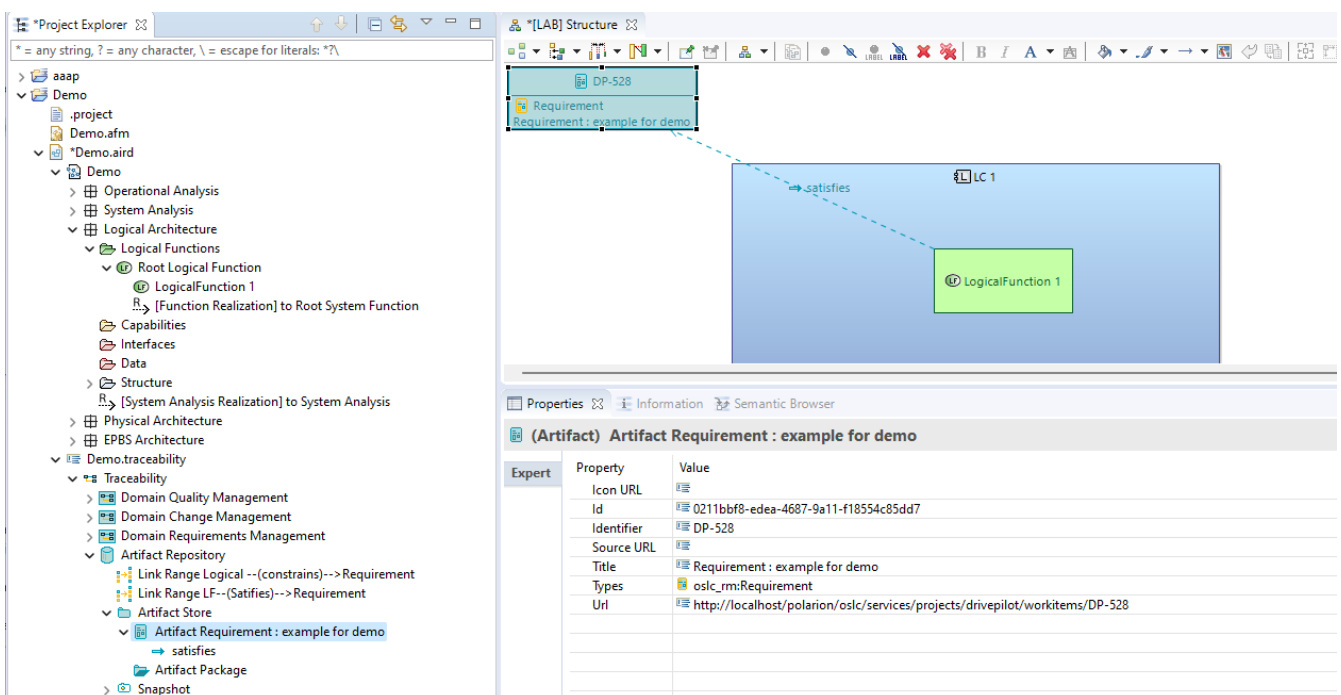 *Project Explorer
* = any string, ? = any character, \ = escape for literals: *?\
aaap
Demo
.project
Demo.afm
*Demo.aird
Demo
Operational Analysis
System Analysis
Logical Architecture
Logical Functions
Root Logical Function
LogicalFunction 1
[Function Realization] to Root System Function
Capabilities
Interfaces
Data
Structure
[System Analysis Realization] to System Analysis
Physical Architecture
EPBS Architecture
Demo.traceability
Traceability
Domain Quality Management
Domain Change Management
Domain Requirements Management
Artifact Repository
Link Range Logical --(constrains)-->Requirement
Link Range LF--(Satifies)-->Requirement
Artifact Store
Artifact Requirement : example for demo
satisfies
Artifact Package
Snapshot
*[LAB] Structure
LABEL LABEL B I A
DP-528
Requirement
Requirement : example for demo
satisfies
L LC 1
LF LogicalFunction 1
Properties Information Semantic Browser
(Artifact) Artifact Requirement : example for demo
Expert
Property Value
Icon URL
Id 0211bbf8-edea-4687-9a11-f18554c85dd7
Identifier DP-528
Source URL
Title Requirement : example for demo
Types oslc_rm:Requirement
Url http://localhost/polarion/oslc/services/projects/drivepilot/workitems/DP-528